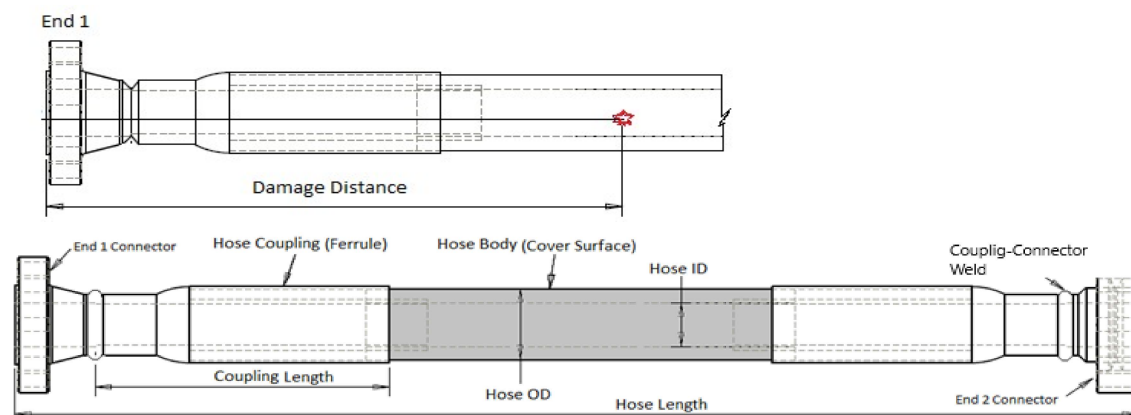 End 1
Damage Distance
End 1 Connector
Hose Coupling (Ferrule)
Hose Body (Cover Surface)
Hose ID
Couplig-Connector
Weld
Coupling Length
Hose OD
Hose Length
End 2 Connector